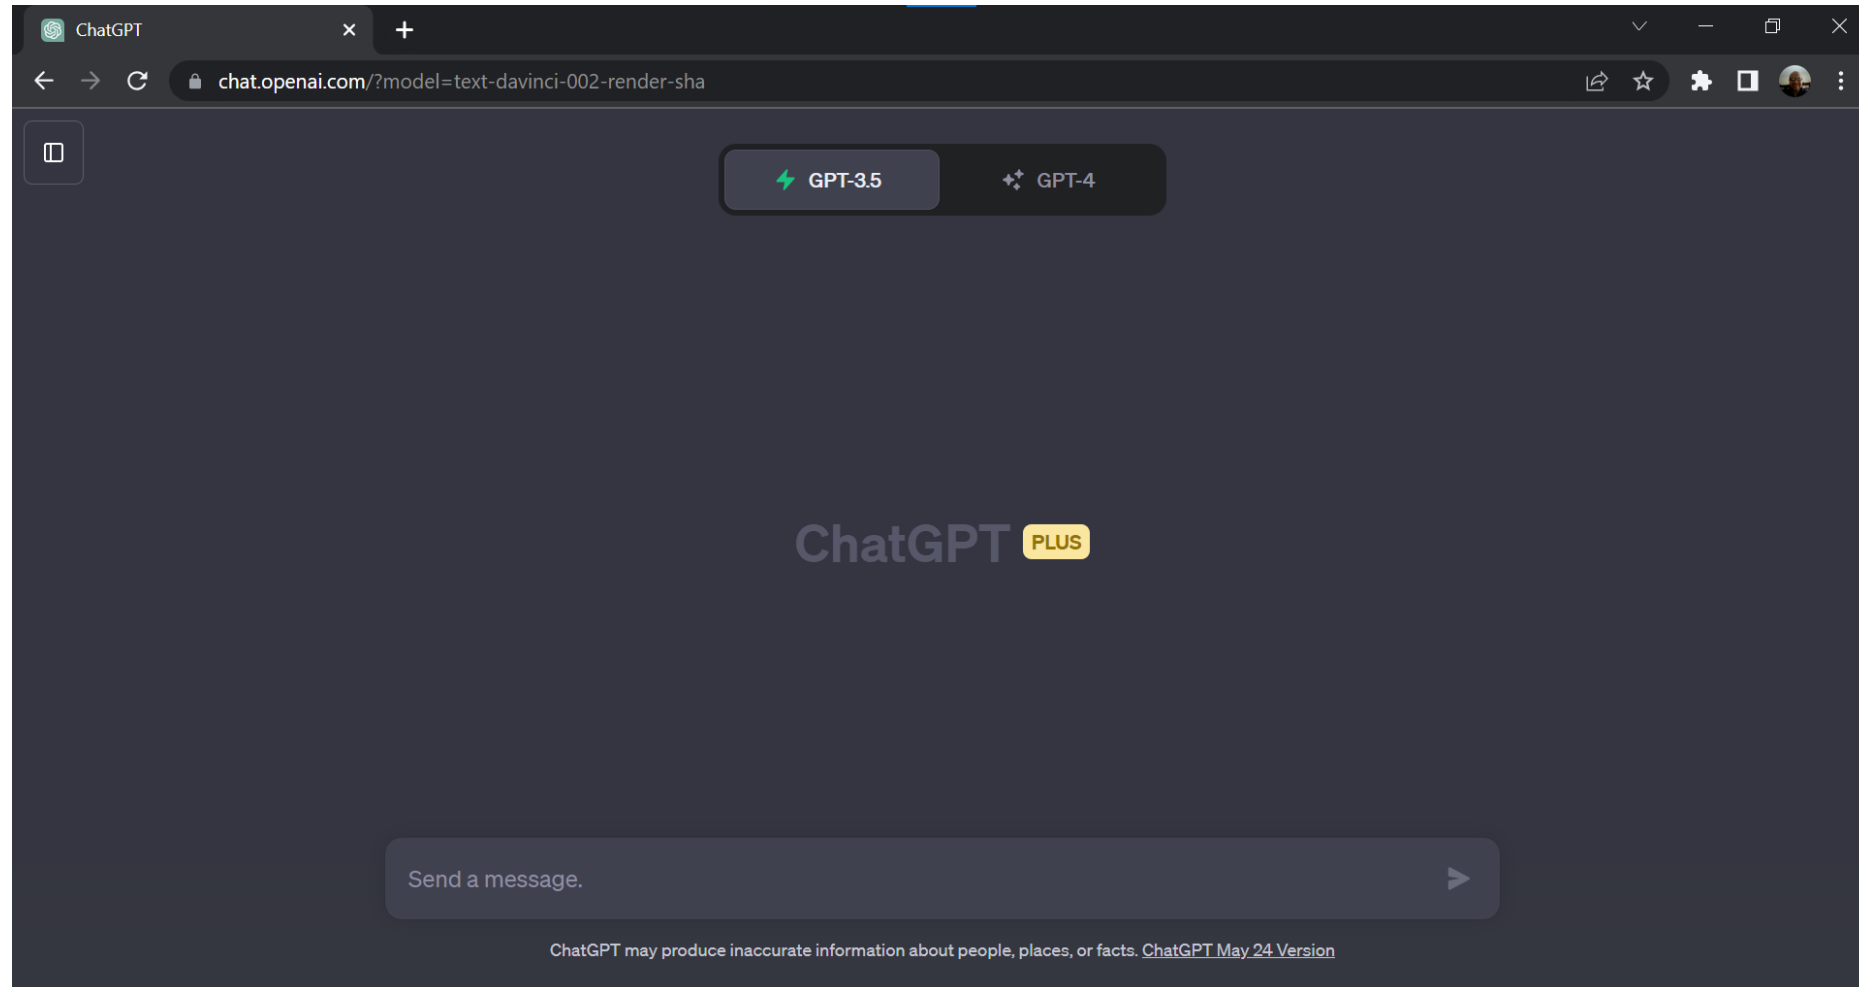 ChatGPT
chat.openai.com/?model=text-davinci-002-render-sha
GPT-3.5
GPT-4
ChatGPT PLUS
Send a message.
ChatGPT may produce inaccurate information about people, places, or facts. ChatGPT May 24 Version